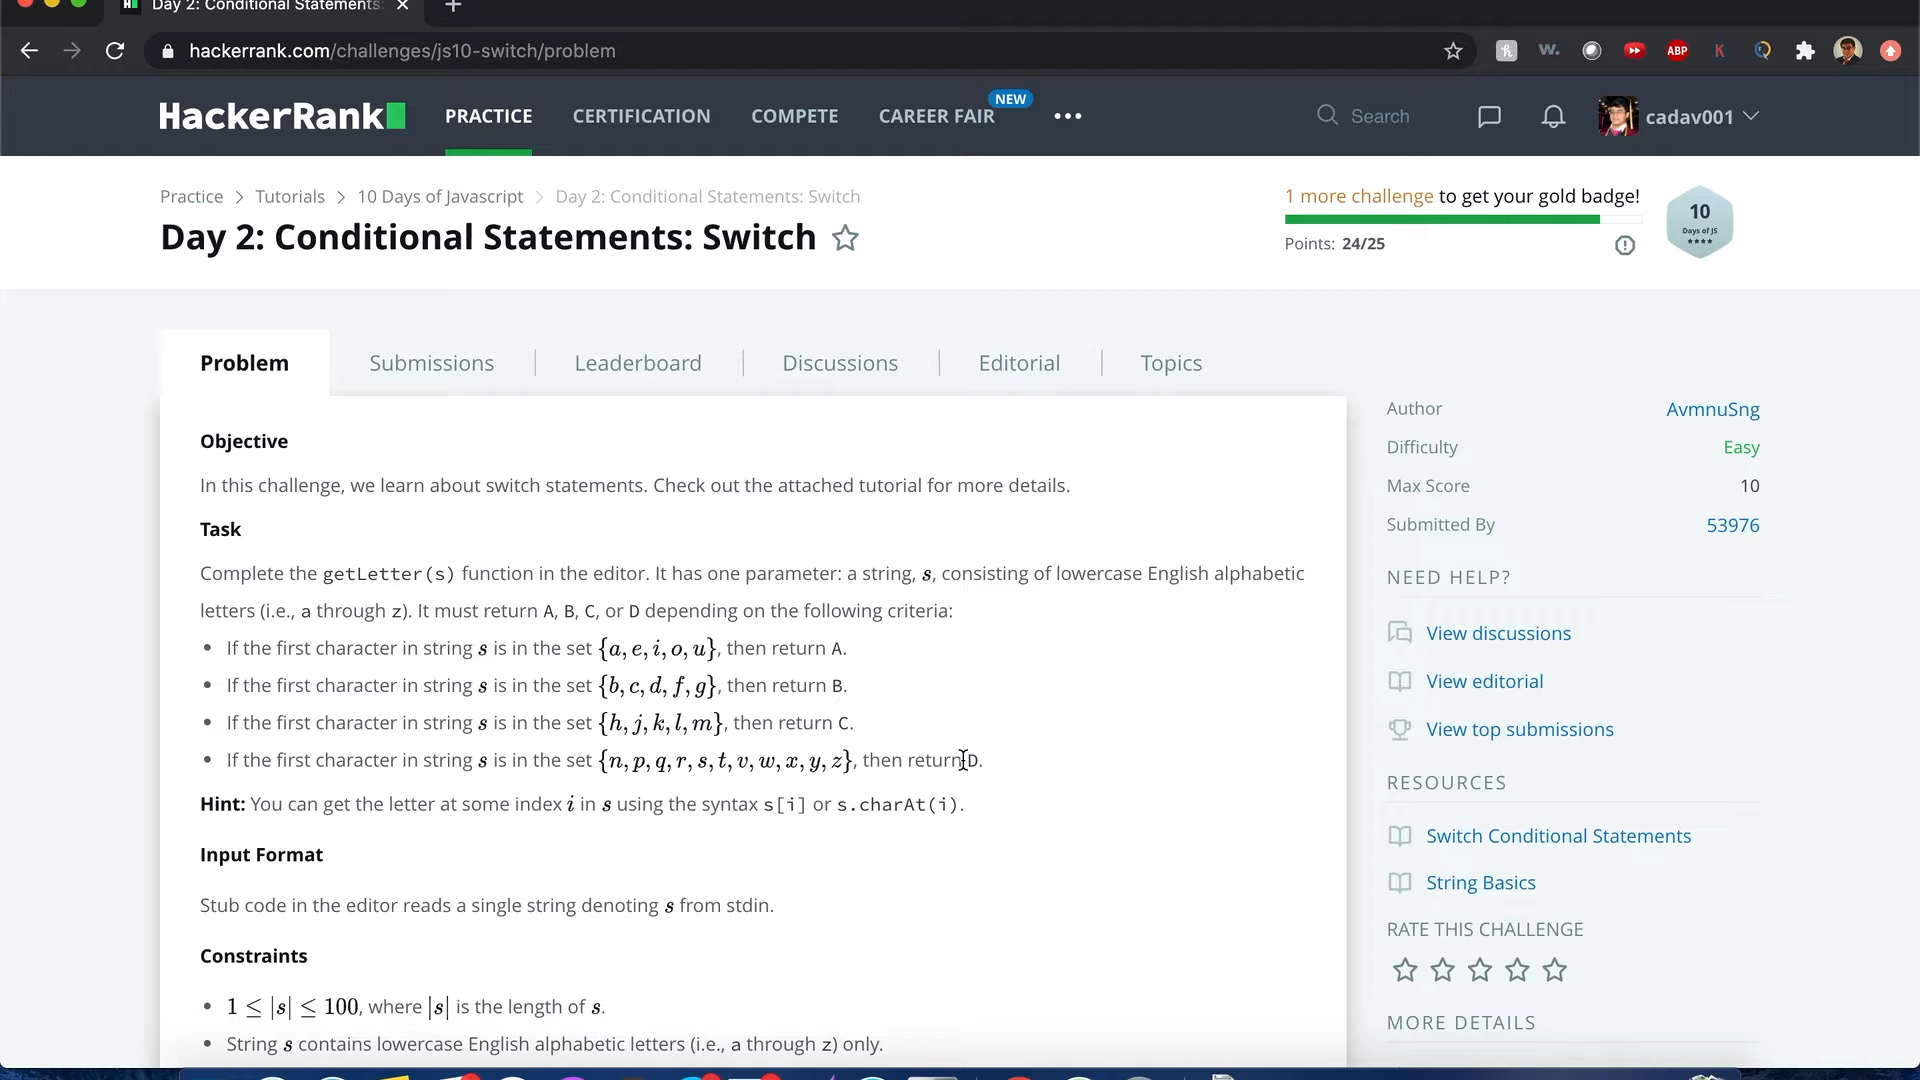 Day 2: Conditional Statements:
hackerrank.com/challenges/js10-switch/problem
W.
ABP
K
HackerRank
PRACTICE
CERTIFICATION
COMPETE
CAREER FAIR
NEW
Search
cadav001
Practice > Tutorials > 10 Days of Javascript > Day 2: Conditional Statements: Switch
1 more challenge to get your gold badge!
Day 2: Conditional Statements: Switch
Points: 24/25
10
Days of JS
Problem
Submissions
Leaderboard
Discussions
Editorial
Topics
Objective
In this challenge, we learn about switch statements. Check out the attached tutorial for more details.
Task
Complete the getLetter(s) function in the editor. It has one parameter: a string, s, consisting of lowercase English alphabetic
letters (i.e., a through z). It must return A, B, C, or D depending on the following criteria:
• If the first character in string s is in the set {a, e, i, o, u}, then return A.
• If the first character in string s is in the set {b, c, d, f, g}, then return B.
• If the first character in string s is in the set {h, j, k, l, m}, then return C.
• If the first character in string s is in the set {n, p, q, r, s, t, v, w, x, y, z}, then return D.
Hint: You can get the letter at some index i in s using the syntax s[i] or s.charAt(i).
Input Format
Stub code in the editor reads a single string denoting s from stdin.
Constraints
• 1 ≤ |s| ≤ 100, where |s| is the length of s.
• String s contains lowercase English alphabetic letters (i.e., a through z) only.
Author
AvmnuSng
Difficulty
Easy
Max Score
10
Submitted By
53976
NEED HELP?
View discussions
View editorial
View top submissions
RESOURCES
Switch Conditional Statements
String Basics
RATE THIS CHALLENGE
MORE DETAILS